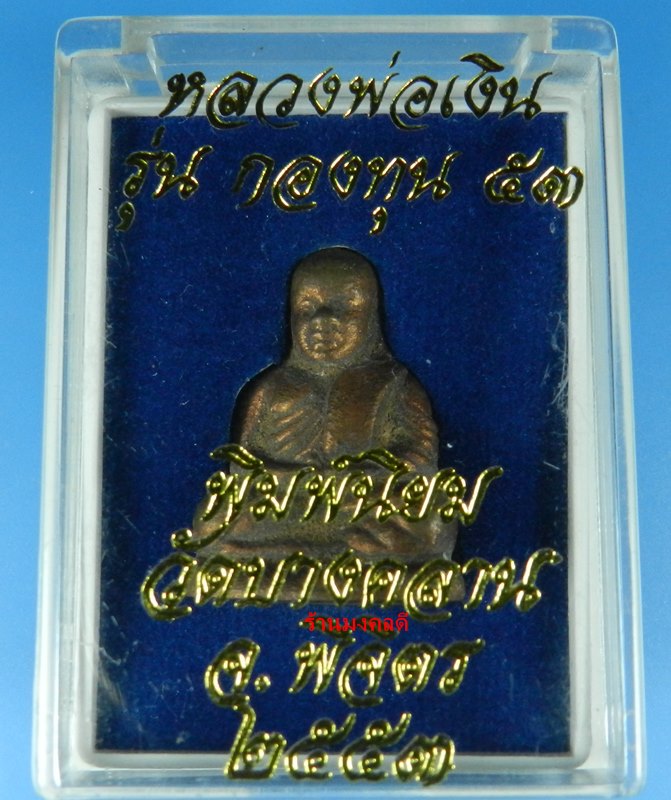 หลวงพ่อเงิน
รุ่น กองทุน ๕๓
พิมพ์นิยม
วัดบางคลาน
ร้านมงคลดี
จ.พิจิตร
๒๕๕๓